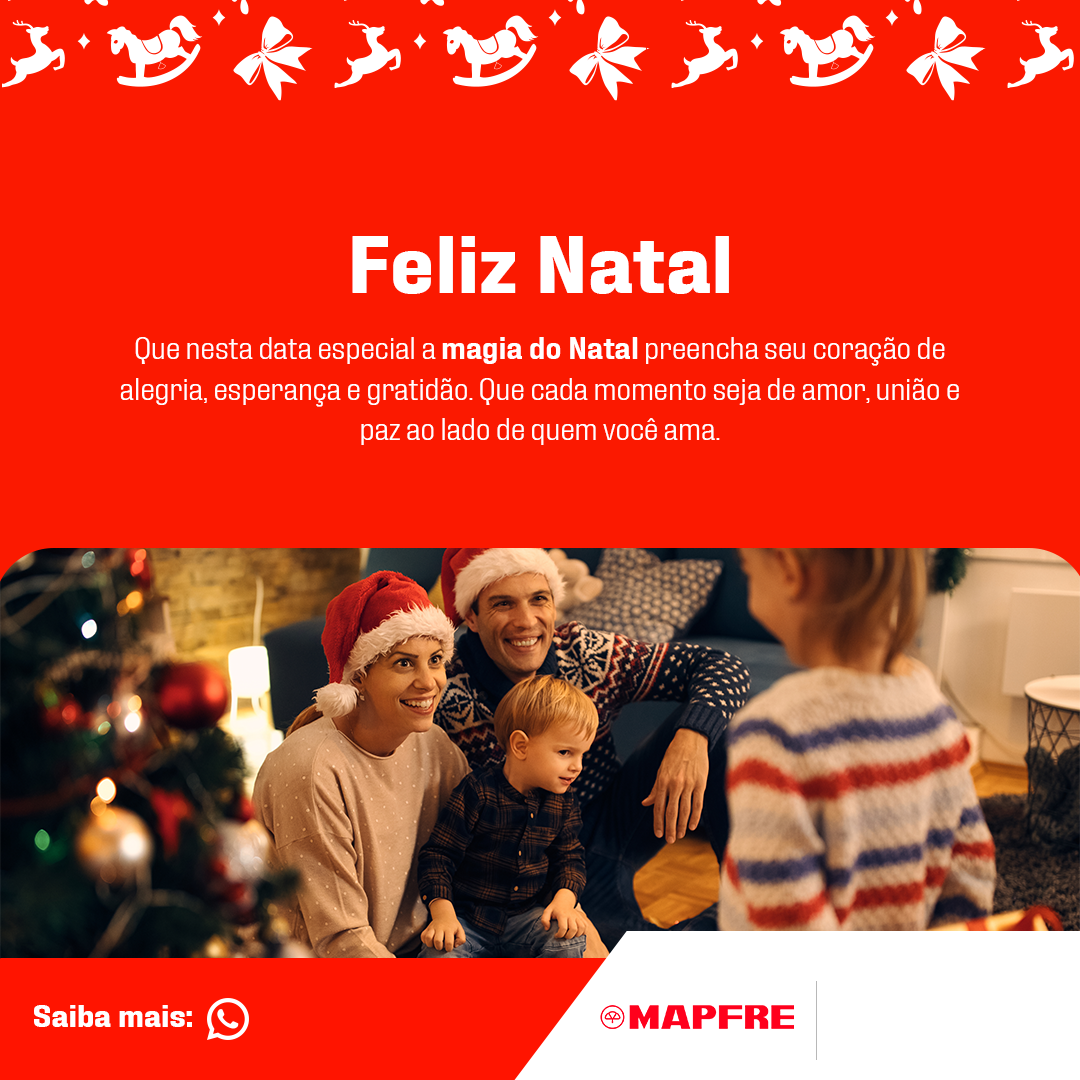 Feliz Natal
Que nesta data especial a magia do Natal preencha seu coração de
alegria, esperança e gratidão. Que cada momento seja de amor, união e
paz ao lado de quem você ama.
Saiba mais:
MAPFRE